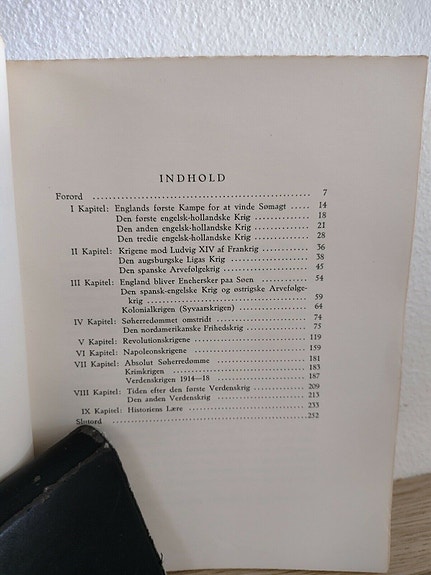 INDHOLD
Forord ........ 7
I Kapitel: Englands første Kampe for at vinde Sømagt ..... 14
Den første engelsk-hollandske Krig ........ 18
Den anden engelsk-hollandske Krig ........ 21
Den tredie engelsk-hollandske Krig ........ 28
II Kapitel: Krigene mod Ludvig XIV af Frankrig ........ 36
Den augsburgske Ligas Krig ........ 38
Den spanske Arvefølgekrig ........ 45
III Kapitel: England bliver Enehersker paa Søen ........ 54
Den spansk-engelske Krig og østrigske Arvefølge-
krig ........ 59
Kolonialkrigen (Syvaarskrigen) ........ 64
IV Kapitel: Søherredømmet omstridt ........ 74
Den nordamerikanske Frihedskrig ........ 75
V Kapitel: Revolutionskrigene ........ 119
VI Kapitel: Napoleonskrigene ........ 159
VII Kapitel: Absolut Søherredømme ........ 181
Krimkrigen ........ 183
Verdenskrigen 1914—18 ........ 187
VIII Kapitel: Tiden efter den første Verdenskrig ........ 209
Den anden Verdenskrig ........ 213
IX Kapitel: Historiens Lære ........ 233
Slutord ........ 252